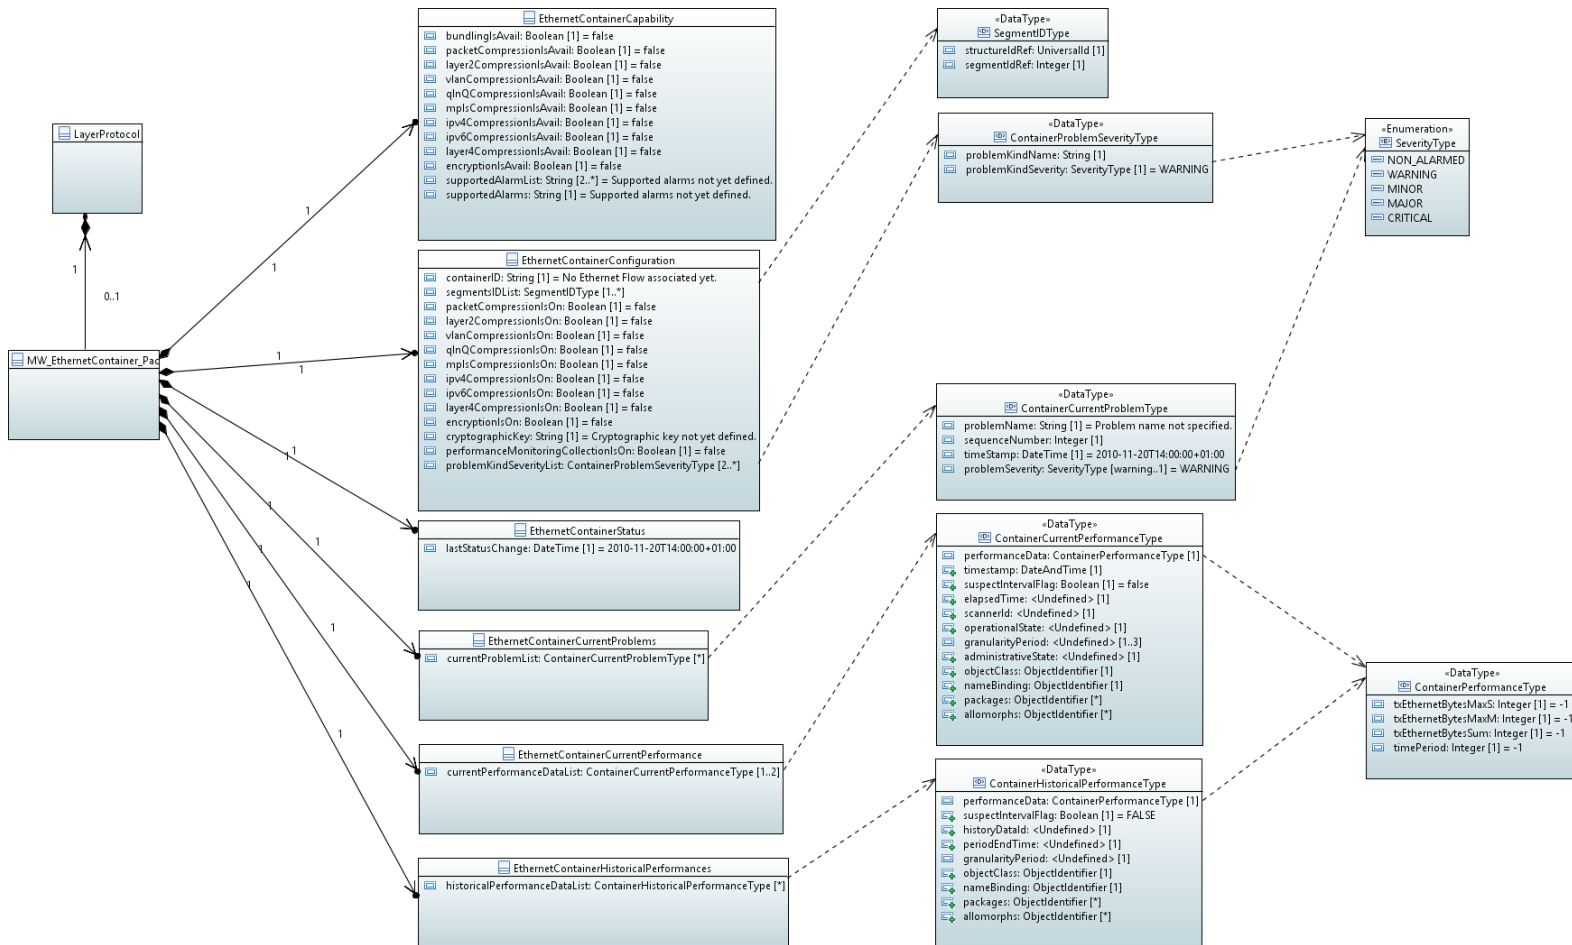 LayerProtocol
1
0..1
MW_EthernetContainer_Pac
1
1
1
1
1
1
1
1
1
1
1
1
EthernetContainerCapability
bundlingIsAvail: Boolean [1] = false
packetCompressionIsAvail: Boolean [1] = false
layer2CompressionIsAvail: Boolean [1] = false
vlanCompressionIsAvail: Boolean [1] = false
qInQCompressionIsAvail: Boolean [1] = false
mplsCompressionIsAvail: Boolean [1] = false
ipv4CompressionIsAvail: Boolean [1] = false
ipv6CompressionIsAvail: Boolean [1] = false
layer4CompressionIsAvail: Boolean [1] = false
encryptionIsAvail: Boolean [1] = false
supportedAlarmList: String [2..*] = Supported alarms not yet defined.
supportedAlarms: String [1] = Supported alarms not yet defined.
EthernetContainerConfiguration
containerID: String [1] = No Ethernet Flow associated yet.
segmentsIDList: SegmentIDType [1..*]
packetCompressionIsOn: Boolean [1] = false
layer2CompressionIsOn: Boolean [1] = false
vlanCompressionIsOn: Boolean [1] = false
qInQCompressionIsOn: Boolean [1] = false
mplsCompressionIsOn: Boolean [1] = false
ipv4CompressionIsOn: Boolean [1] = false
ipv6CompressionIsOn: Boolean [1] = false
layer4CompressionIsOn: Boolean [1] = false
encryptionIsOn: Boolean [1] = false
cryptographicKey: String [1] = Cryptographic key not yet defined.
performanceMonitoringCollectionIsOn: Boolean [1] = false
problemKindSeverityList: ContainerProblemSeverityType [2..*]
EthernetContainerStatus
lastStatusChange: DateTime [1] = 2010-11-20T14:00:00+01:00
EthernetContainerCurrentProblems
currentProblemList: ContainerCurrentProblemType [*]
EthernetContainerCurrentPerformance
currentPerformanceDataList: ContainerCurrentPerformanceType [1..2]
EthernetContainerHistoricalPerformances
historicalPerformanceDataList: ContainerHistoricalPerformanceType [*]
«DataType»
SegmentIDType
structureIdRef: UniversalId [1]
segmentIdRef: Integer [1]
«DataType»
ContainerProblemSeverityType
problemKindName: String [1]
problemKindSeverity: SeverityType [1] = WARNING
«Enumeration»
SeverityType
NON_ALARMED
WARNING
MINOR
MAJOR
CRITICAL
«DataType»
ContainerCurrentProblemType
problemName: String [1] = Problem name not specified.
sequenceNumber: Integer [1]
timeStamp: DateTime [1] = 2010-11-20T14:00:00+01:00
problemSeverity: SeverityType [warning..1] = WARNING
«DataType»
ContainerCurrentPerformanceType
performanceData: ContainerPerformanceType [1]
timestamp: DateAndTime [1]
suspectIntervalFlag: Boolean [1] = false
elapsedTime: <Undefined> [1]
scannerId: <Undefined> [1]
operationalState: <Undefined> [1]
granularityPeriod: <Undefined> [1..3]
administrativeState: <Undefined> [1]
objectClass: ObjectIdentifier [1]
nameBinding: ObjectIdentifier [1]
packages: ObjectIdentifier [*]
allomorphs: ObjectIdentifier [*]
«DataType»
ContainerHistoricalPerformanceType
performanceData: ContainerPerformanceType [1]
suspectIntervalFlag: Boolean [1] = FALSE
historyDataId: <Undefined> [1]
periodEndTime: <Undefined> [1]
granularityPeriod: <Undefined> [1]
objectClass: ObjectIdentifier [1]
nameBinding: ObjectIdentifier [1]
packages: ObjectIdentifier [*]
allomorphs: ObjectIdentifier [*]
«DataType»
ContainerPerformanceType
txEthernetBytesMaxS: Integer [1] = -1
txEthernetBytesMaxM: Integer [1] = -1
txEthernetBytesSum: Integer [1] = -1
timePeriod: Integer [1] = -1